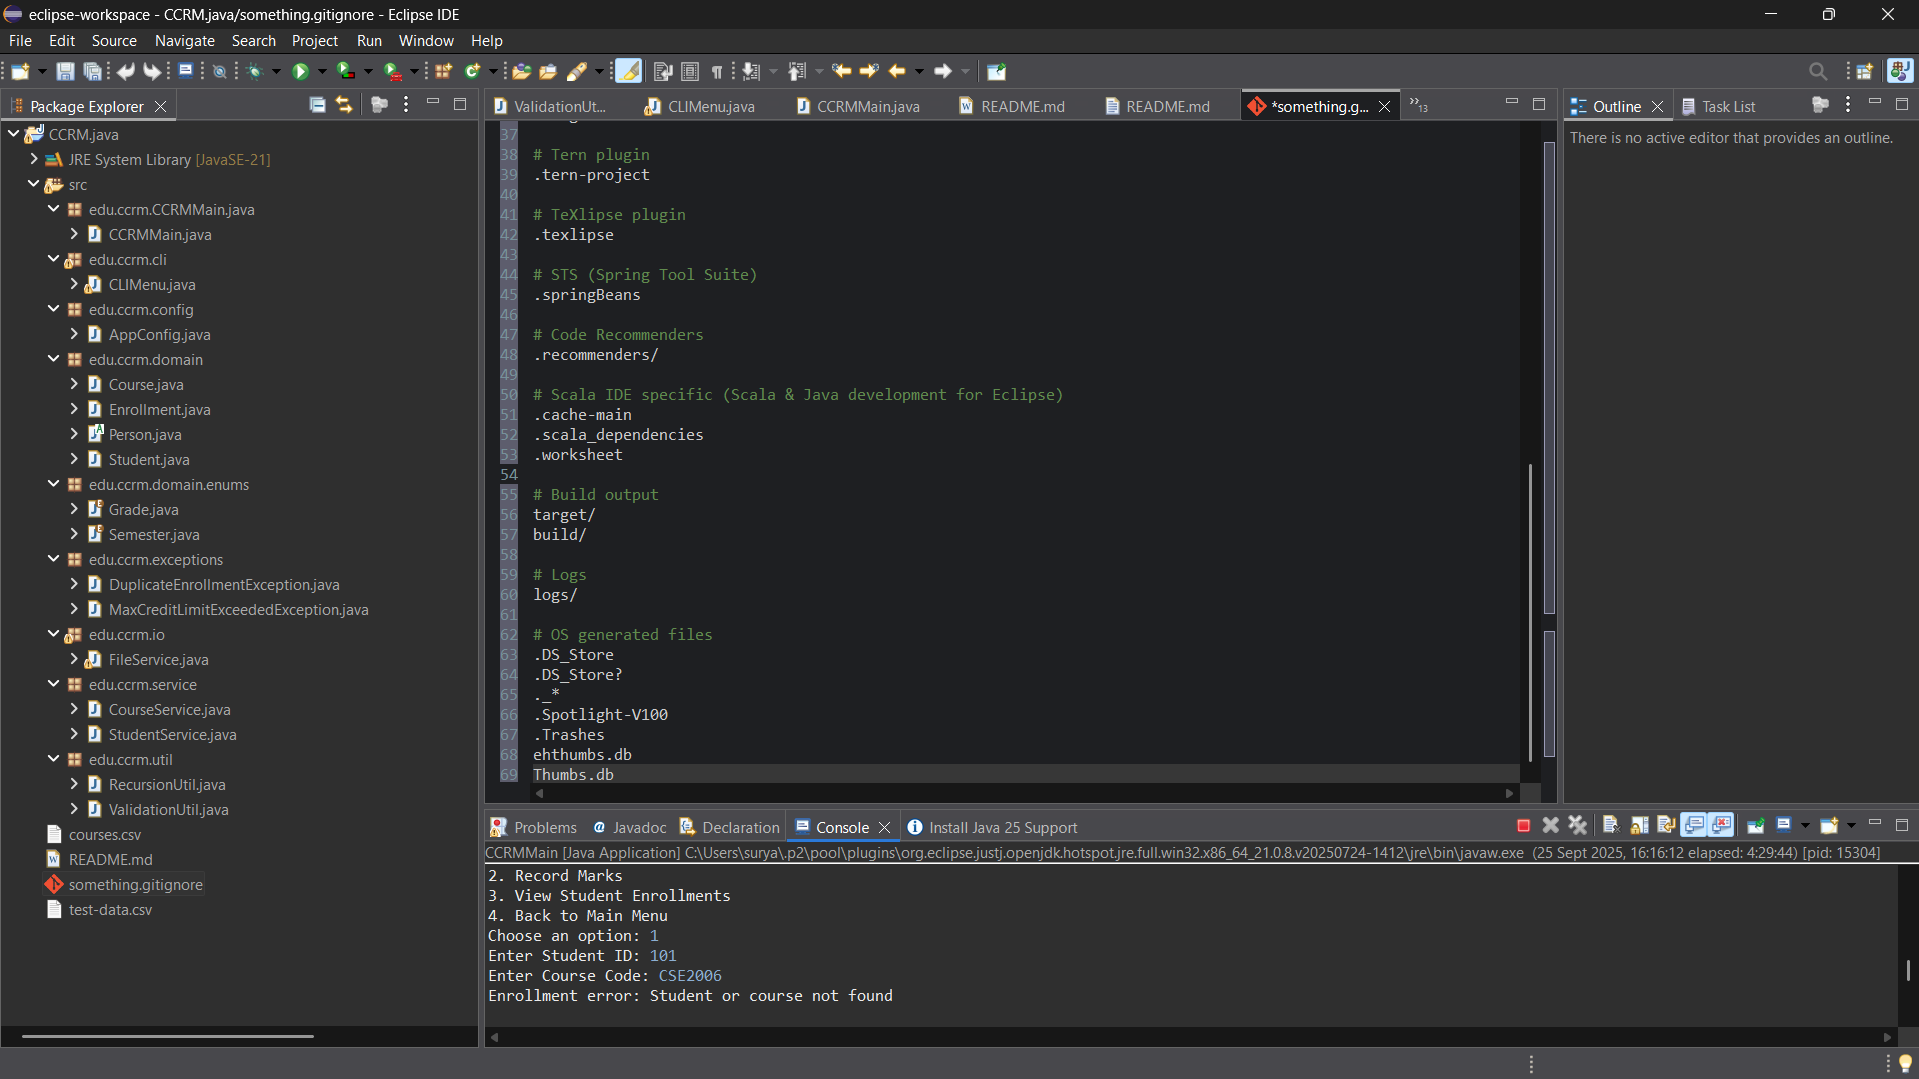 eclipse-workspace - CCRM.java/something.gitignore - Eclipse IDE
File Edit Source Navigate Search Project Run Window Help
Package Explorer
ValidationUt... CLIMenu.java CCRMMain.java README.md README.md *something.g... »13
Outline Task List
There is no active editor that provides an outline.
CCRM.java
JRE System Library [JavaSE-21]
src
edu.ccrm.CCRMMain.java
CCRMMain.java
edu.ccrm.cli
CLIMenu.java
edu.ccrm.config
AppConfig.java
edu.ccrm.domain
Course.java
Enrollment.java
Person.java
Student.java
edu.ccrm.domain.enums
Grade.java
Semester.java
edu.ccrm.exceptions
DuplicateEnrollmentException.java
MaxCreditLimitExceededException.java
edu.ccrm.io
FileService.java
edu.ccrm.service
CourseService.java
StudentService.java
edu.ccrm.util
RecursionUtil.java
ValidationUtil.java
courses.csv
README.md
something.gitignore
test-data.csv
37
38 # Tern plugin
39 .tern-project
40
41 # TeXlipse plugin
42 .texlipse
43
44 # STS (Spring Tool Suite)
45 .springBeans
46
47 # Code Recommenders
48 .recommenders/
49
50 # Scala IDE specific (Scala & Java development for Eclipse)
51 .cache-main
52 .scala_dependencies
53 .worksheet
54
55 # Build output
56 target/
57 build/
58
59 # Logs
60 logs/
61
62 # OS generated files
63 .DS_Store
64 .DS_Store?
65 ._*
66 .Spotlight-V100
67 .Trashes
68 ehthumbs.db
69 Thumbs.db
Problems Javadoc Declaration Console Install Java 25 Support
CCRMMain [Java Application] C:\Users\surya\.p2\pool\plugins\org.eclipse.justj.openjdk.hotspot.jre.full.win32.x86_64_21.0.8.v20250724-1412\jre\bin\javaw.exe (25 Sept 2025, 16:16:12 elapsed: 4:29:44) [pid: 15304]
2. Record Marks
3. View Student Enrollments
4. Back to Main Menu
Choose an option: 1
Enter Student ID: 101
Enter Course Code: CSE2006
Enrollment error: Student or course not found